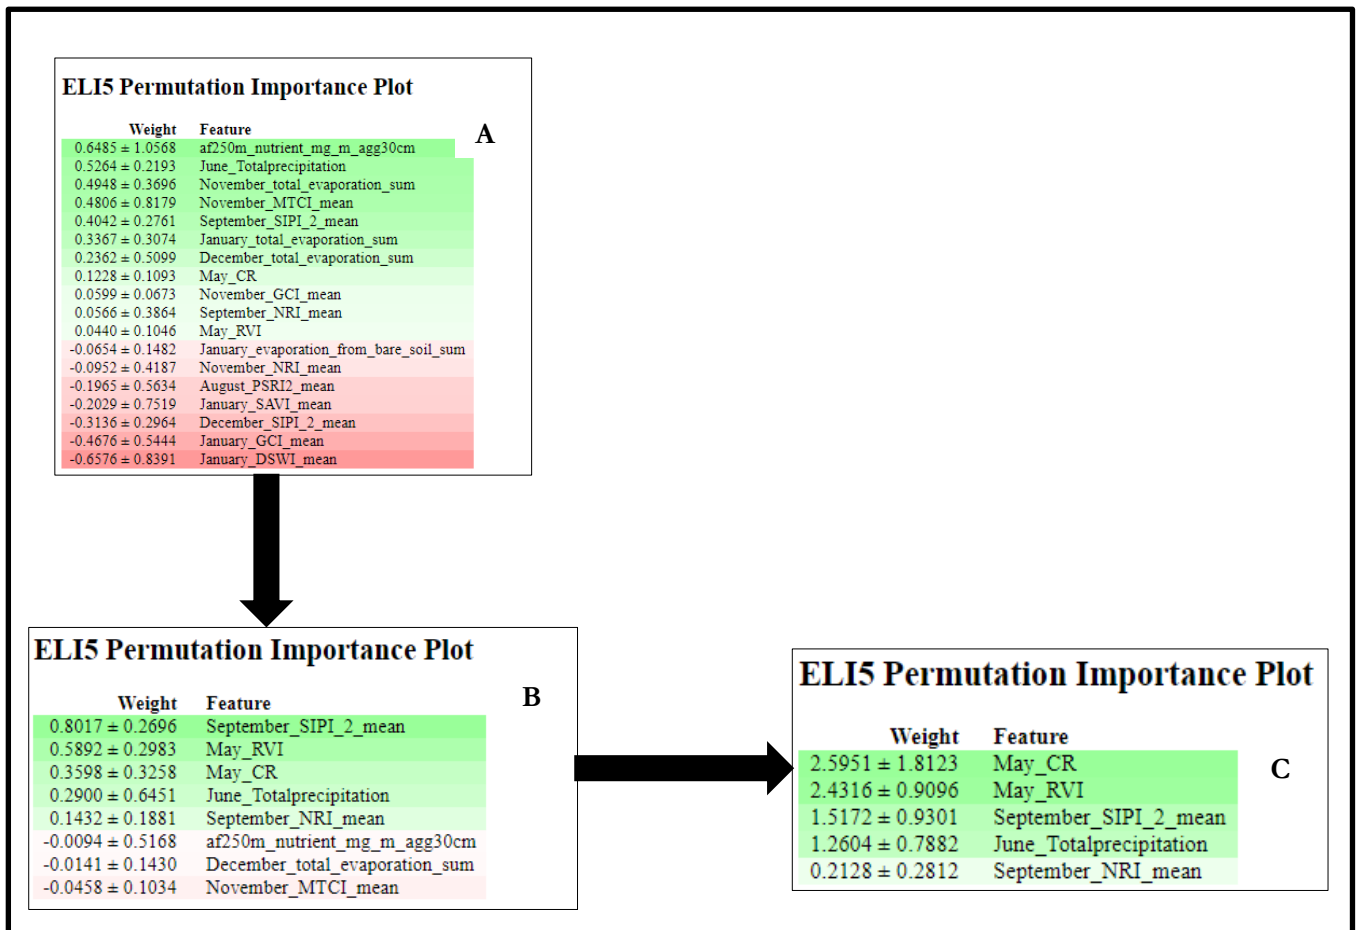 ELI5 Permutation Importance Plot
A
Weight Feature
0.6485 ± 1.0568 af250m_nutrient_mg_m_agg30cm
0.5264 ± 0.2193 June_Totalprecipitation
0.4948 ± 0.3696 November_total_evaporation_sum
0.4806 ± 0.8179 November_MTCI_mean
0.4042 ± 0.2761 September_SIPI_2_mean
0.3367 ± 0.3074 January_total_evaporation_sum
0.2362 ± 0.5099 December_total_evaporation_sum
0.1228 ± 0.1093 May_CR
0.0599 ± 0.0673 November_GCI_mean
0.0566 ± 0.3864 September_NRI_mean
0.0440 ± 0.1046 May_RVI
-0.0654 ± 0.1482 January_evaporation_from_bare_soil_sum
-0.0952 ± 0.4187 November_NRI_mean
-0.1965 ± 0.5634 August_PSRI2_mean
-0.2029 ± 0.7519 January_SAVI_mean
-0.3136 ± 0.2964 December_SIPI_2_mean
-0.4676 ± 0.5444 January_GCI_mean
-0.6576 ± 0.8391 January_DSWI_mean
ELI5 Permutation Importance Plot
B
Weight Feature
0.8017 ± 0.2696 September_SIPI_2_mean
0.5892 ± 0.2983 May_RVI
0.3598 ± 0.3258 May_CR
0.2900 ± 0.6451 June_Totalprecipitation
0.1432 ± 0.1881 September_NRI_mean
-0.0094 ± 0.5168 af250m_nutrient_mg_m_agg30cm
-0.0141 ± 0.1430 December_total_evaporation_sum
-0.0458 ± 0.1034 November_MTCI_mean
ELI5 Permutation Importance Plot
Weight Feature
C
2.5951 ± 1.8123 May_CR
2.4316 ± 0.9096 May_RVI
1.5172 ± 0.9301 September_SIPI_2_mean
1.2604 ± 0.7882 June_Totalprecipitation
0.2128 ± 0.2812 September_NRI_mean